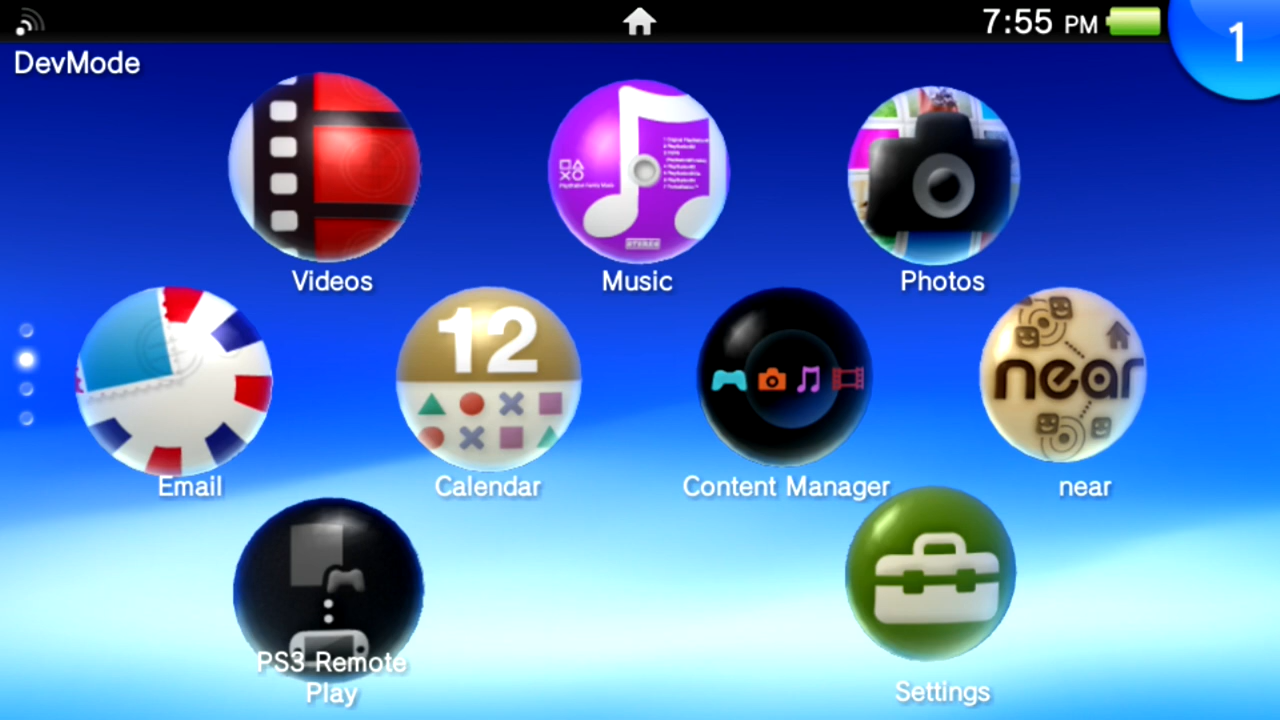 7:55 PM
1
DevMode
STEREO
Videos
Music
Photos
12
near
Email
Calendar
Content Manager
near
PS3 Remote
Play
Settings